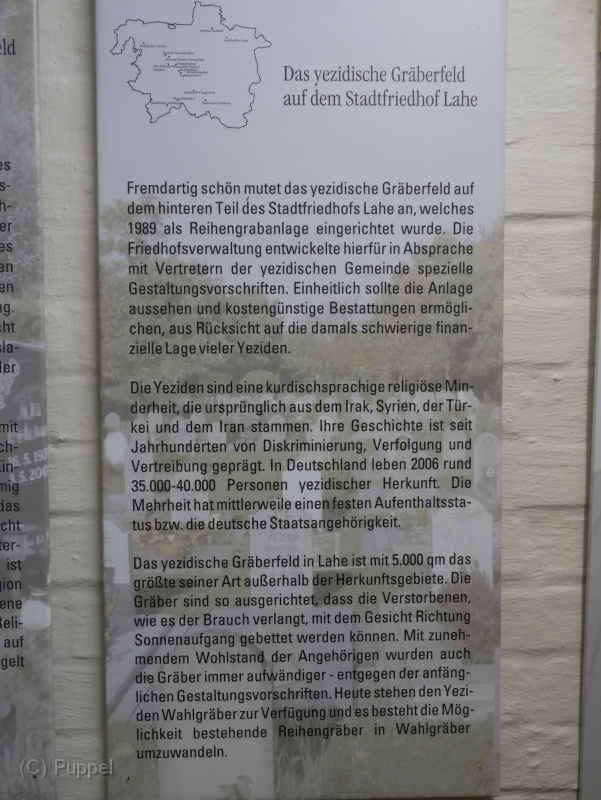 Das yezidische Gräberfeld
auf dem Stadtfriedhof Lahe
Fremdartig schön mutet das yezidische Gräberfeld auf
dem hinteren Teil des Stadtfriedhofs Lahe an, welches
1989 als Reihengrabanlage eingerichtet wurde. Die
Friedhofsverwaltung entwickelte hierfür in Absprache
mit Vertretern der yezidischen Gemeinde spezielle
Gestaltungsvorschriften. Einheitlich sollte die Anlage
aussehen und kostengünstige Bestattungen ermögli-
chen, aus Rücksicht auf die damals schwierige finan-
zielle Lage vieler Yeziden.
Die Yeziden sind eine kurdischsprachige religiöse Min-
derheit, die ursprünglich aus dem Irak, Syrien, der Tür-
kei und dem Iran stammen. Ihre Geschichte ist seit
Jahrhunderten von Diskriminierung, Verfolgung und
Vertreibung geprägt. In Deutschland leben 2006 rund
35.000-40.000 Personen yezidischer Herkunft. Die
Mehrheit hat mittlerweile einen festen Aufenthaltssta-
tus bzw. die deutsche Staatsangehörigkeit.
Das yezidische Gräberfeld in Lahe ist mit 5.000 qm das
größte seiner Art außerhalb der Herkunftsgebiete. Die
Gräber sind so ausgerichtet, dass die Verstorbenen,
wie es der Brauch verlangt, mit dem Gesicht Richtung
Sonnenaufgang gebettet werden können. Mit zuneh-
mendem Wohlstand der Angehörigen wurden auch
die Gräber immer aufwändiger - entgegen der anfäng-
lichen Gestaltungsvorschriften. Heute stehen den Yezi-
den Wahlgräber zur Verfügung und es besteht die Mög-
lichkeit bestehende Reihengräber in Wahlgräber
umzuwandeln.
(C) Puppel